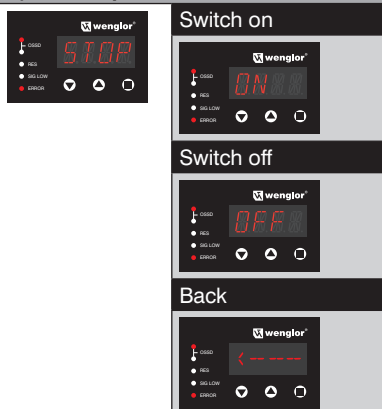 wenglor®
OSSD
STOP
RES
SIG LOW
ERROR
Switch on
wenglor®
OSSD
ON
RES
SIG LOW
ERROR
Switch off
wenglor®
OSSD
OFF
RES
SIG LOW
ERROR
Back
wenglor®
OSSD
<-----
RES
SIG LOW
ERROR